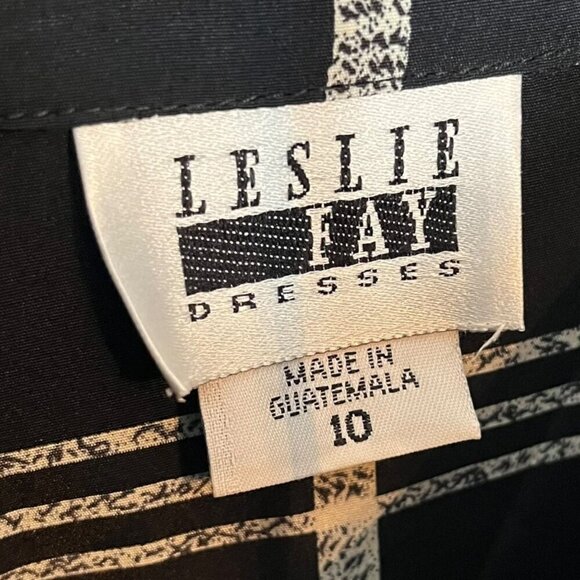 LESLIE
FAY
DRESSES
MADE IN
GUATEMALA
10